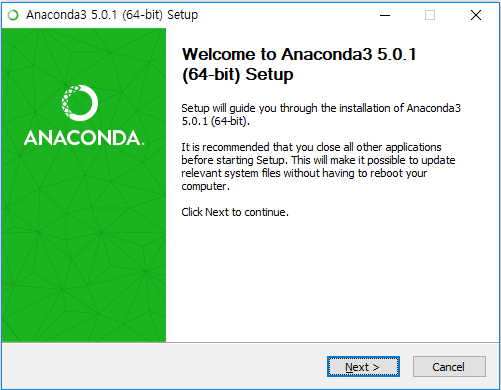 Anaconda3 5.0.1 (64-bit) Setup
Welcome to Anaconda3 5.0.1
(64-bit) Setup
ANACONDA.
Setup will guide you through the installation of Anaconda3
5.0.1 (64-bit).
It is recommended that you close all other applications
before starting Setup. This will make it possible to update
relevant system files without having to reboot your
computer.
Click Next to continue.
Next >
Cancel